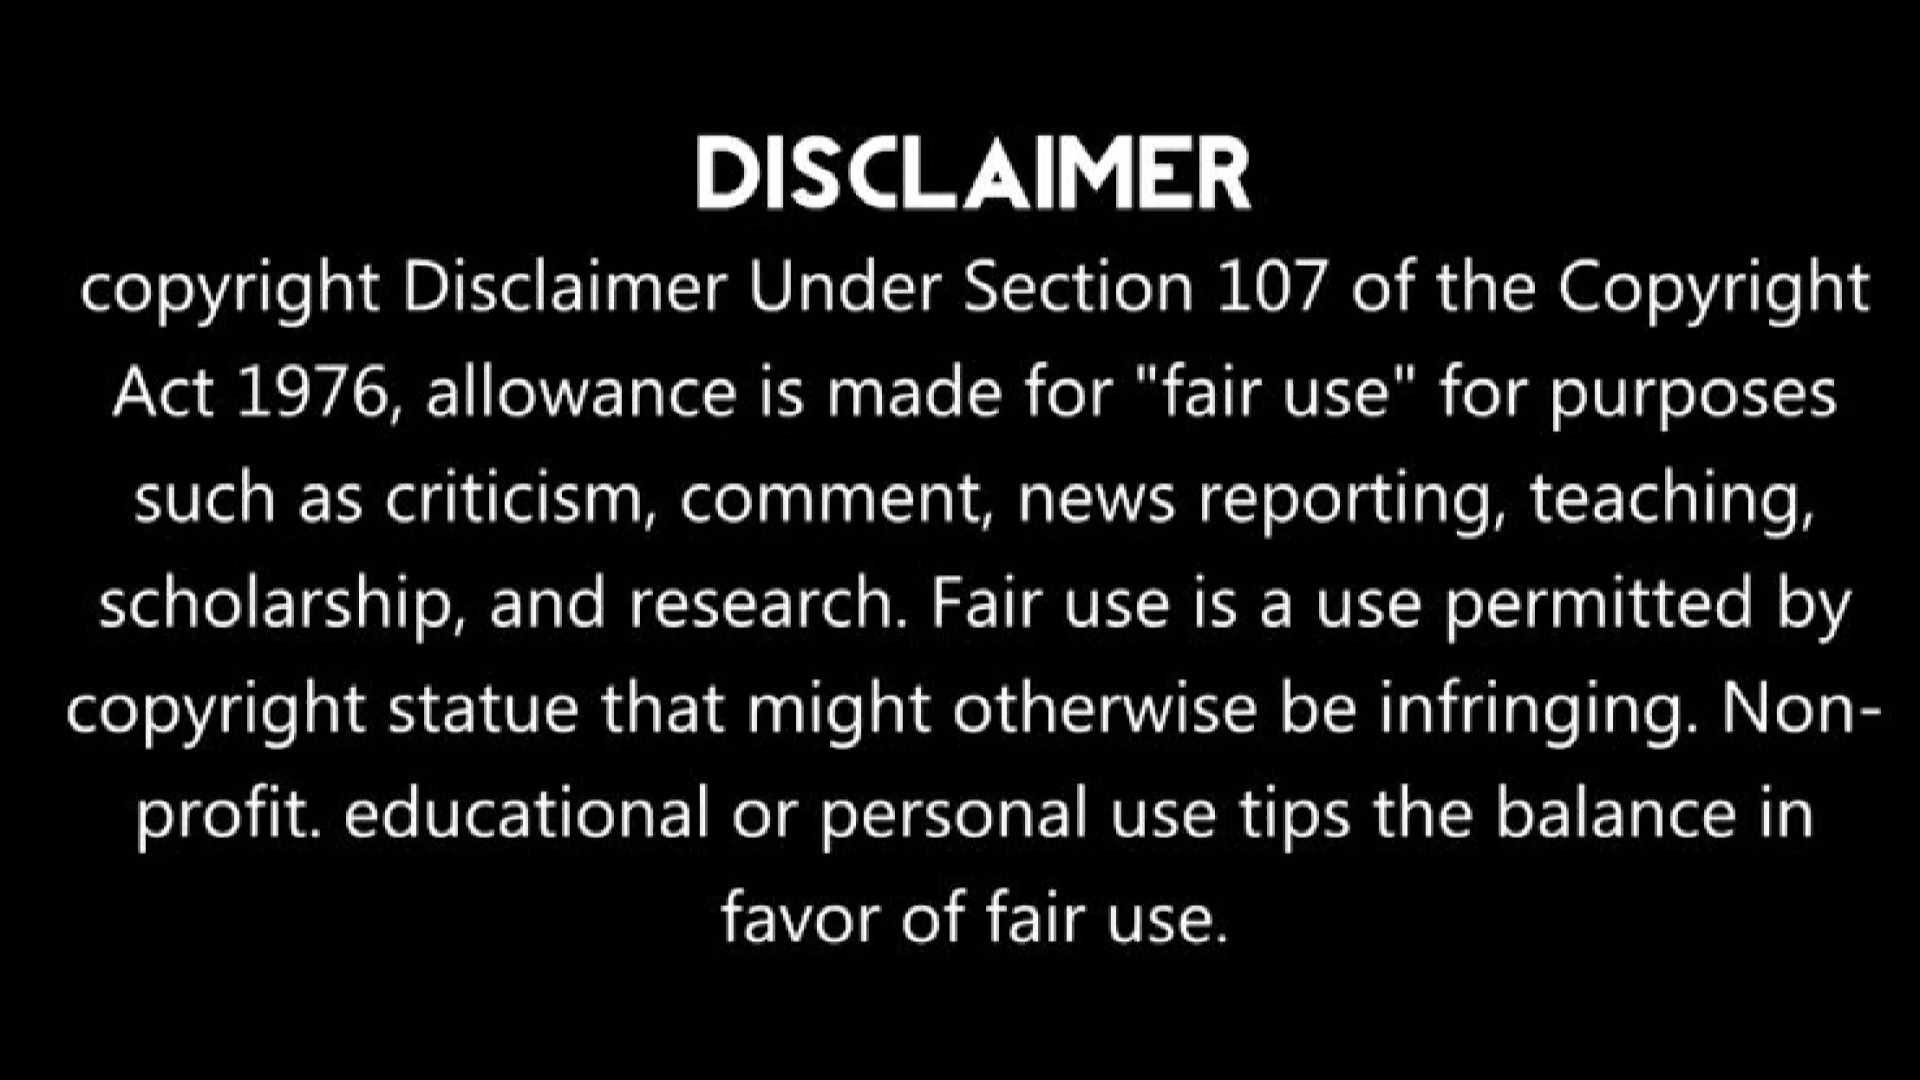 DISCLAIMER
copyright Disclaimer Under Section 107 of the Copyright
Act 1976, allowance is made for "fair use" for purposes
such as criticism, comment, news reporting, teaching,
scholarship, and research. Fair use is a use permitted by
copyright statue that might otherwise be infringing. Non-
profit. educational or personal use tips the balance in
favor of fair use.